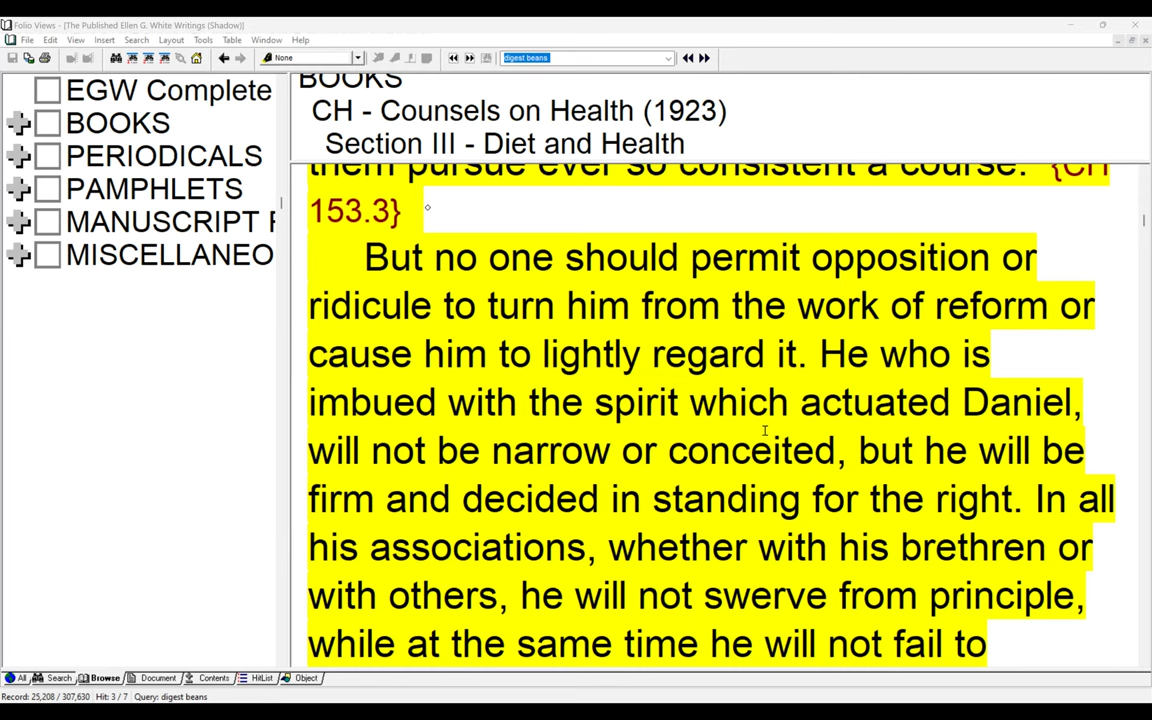 Folio Views - [The Published Ellen G. White Writings (Shadow)]
File Edit View Insert Search Layout Tools Table Window Help
None
digest beans
EGW Complete
BOOKS
PERIODICALS
PAMPHLETS
MANUSCRIPT
MISCELLANEO
BOOKS
CH - Counsels on Health (1923)
Section III - Diet and Health
them pursue ever so consistent a course. {CH
153.3}
But no one should permit opposition or
ridicule to turn him from the work of reform or
cause him to lightly regard it. He who is
imbued with the spirit which actuated Daniel,
will not be narrow or conceited, but he will be
firm and decided in standing for the right. In all
his associations, whether with his brethren or
with others, he will not swerve from principle,
while at the same time he will not fail to
All Search Browse Document Contents HitList Object
Record: 25,208 / 307,630 Hit: 3 / 7 Query: digest beans